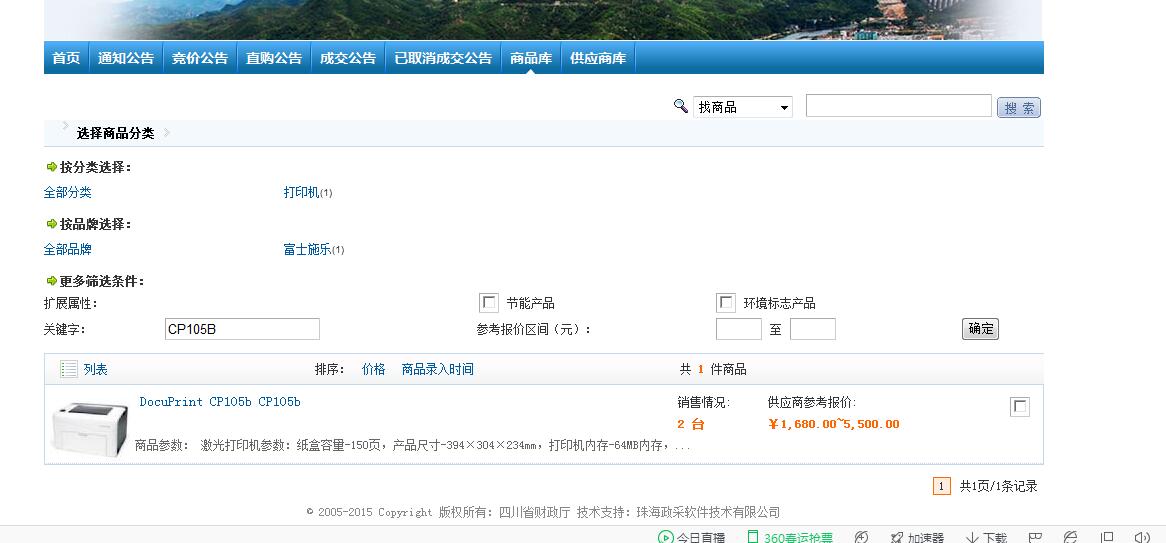 首页 通知公告 竞价公告 直购公告 成交公告 已取消成交公告 商品库 供应商库
找商品 搜 索
选择商品分类
按分类选择:
全部分类 打印机(1)
按品牌选择:
全部品牌 富士施乐(1)
更多筛选条件:
扩展属性: 节能产品 环境标志产品
关键字: CP105B 参考报价区间（元）: 至 确定
列表 排序: 价格 商品录入时间 共 1 件商品
DocuPrint CP105b CP105b 销售情况: 供应商参考报价:
2 台 ￥1,680.00~5,500.00
商品参数: 激光打印机参数: 纸盒容量-150页，产品尺寸-394×304×234mm，打印机内存-64MB内存，...
1 共1页/1条记录
© 2005-2015 Copyright 版权所有: 四川省财政厅 技术支持: 珠海政采软件技术有限公司
今日直播 360春运抢票 加速器 下载